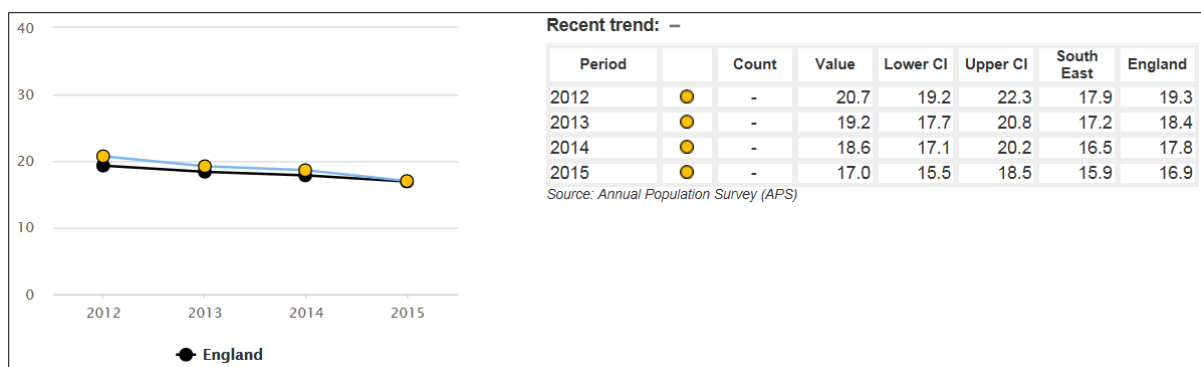 40
30
20
10
0
2012 2013 2014 2015
England
Recent trend: –
Period Count Value Lower CI Upper CI South East England
2012 - 20.7 19.2 22.3 17.9 19.3
2013 - 19.2 17.7 20.8 17.2 18.4
2014 - 18.6 17.1 20.2 16.5 17.8
2015 - 17.0 15.5 18.5 15.9 16.9
Source: Annual Population Survey (APS)